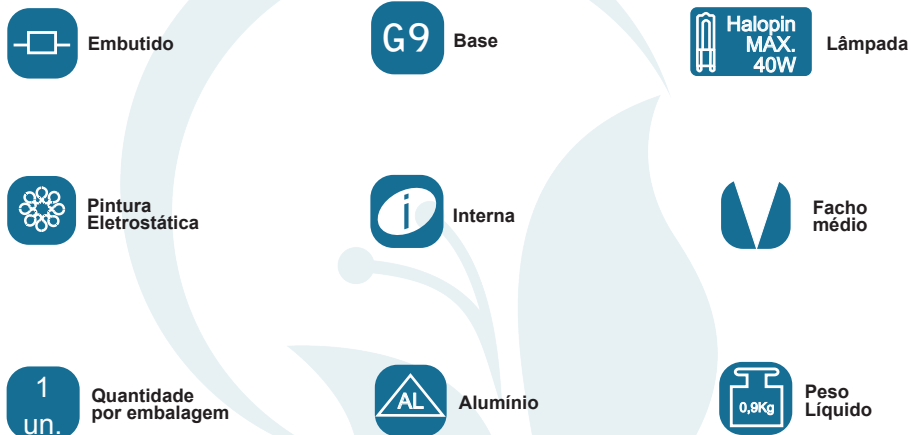 Embutido
G9
Base
Halopin
MÁX.
40W
Lâmpada
Pintura
Eletrostática
i
Interna
Facho
médio
1
un.
Quantidade
por embalagem
AL
Alumínio
0,9Kg
Peso
Líquido